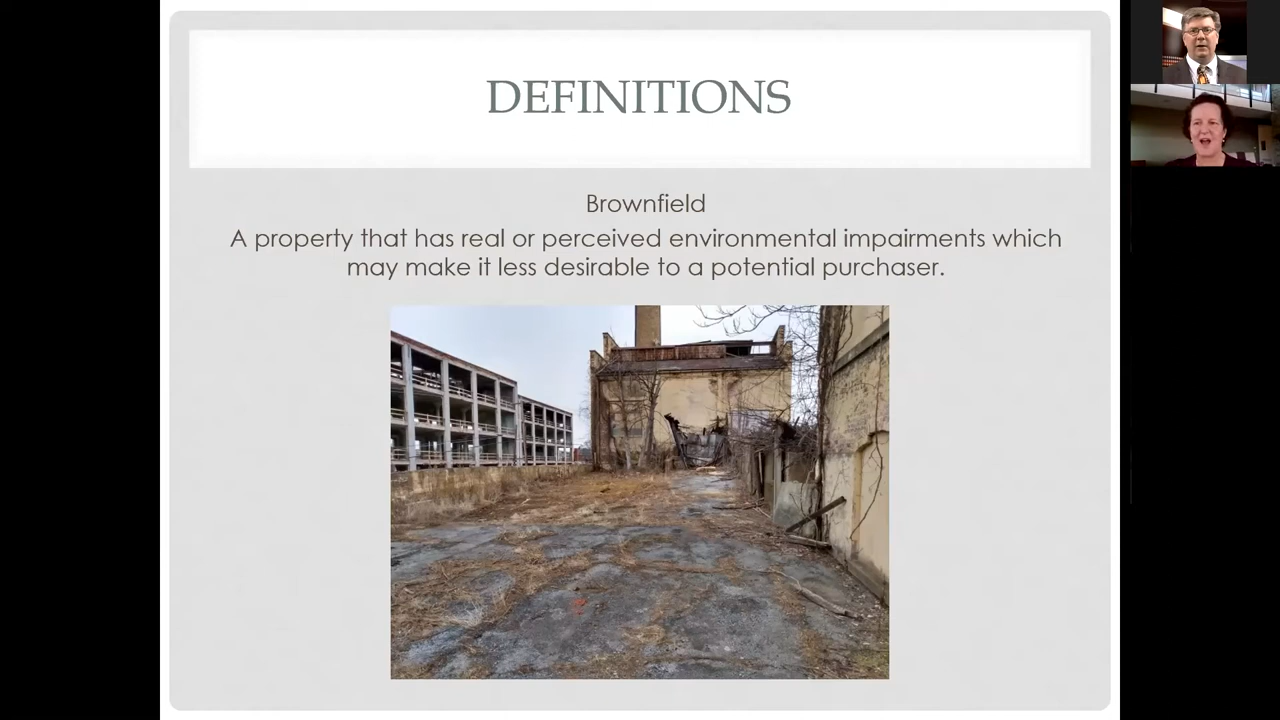 DEFINITIONS
Brownfield
A property that has real or perceived environmental impairments which
may make it less desirable to a potential purchaser.